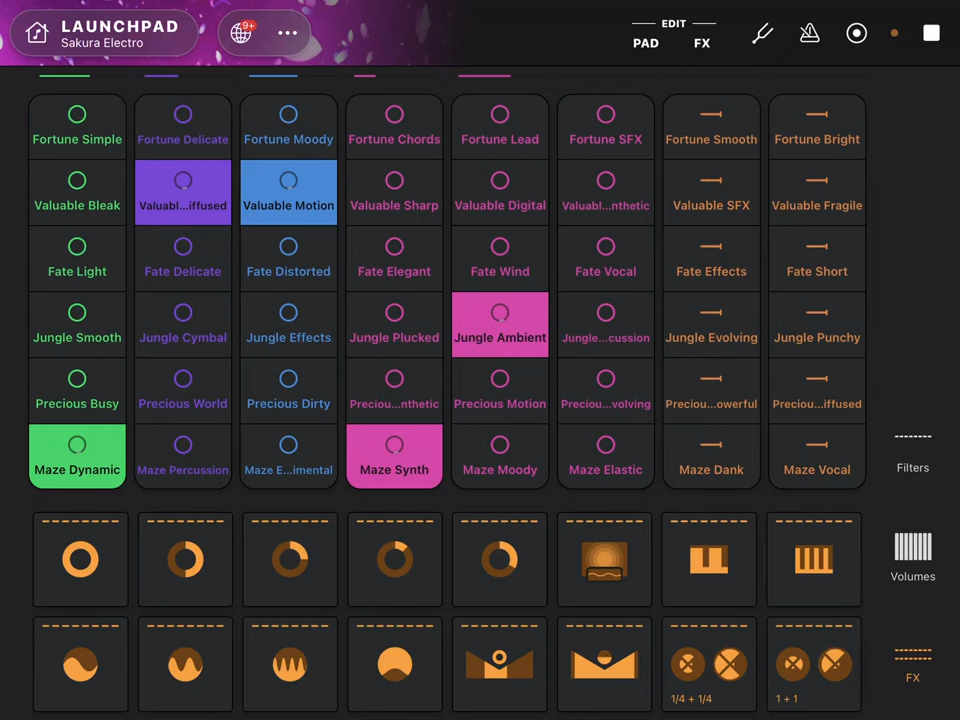 LAUNCHPAD
Sakura Electro
9+
EDIT
PAD FX
Fortune Simple Fortune Delicate Fortune Moody Fortune Chords Fortune Lead Fortune SFX Fortune Smooth Fortune Bright
Valuable Bleak Valuabl...iffused Valuable Motion Valuable Sharp Valuable Digital Valuabl...nthetic Valuable SFX Valuable Fragile
Fate Light Fate Delicate Fate Distorted Fate Elegant Fate Wind Fate Vocal Fate Effects Fate Short
Jungle Smooth Jungle Cymbal Jungle Effects Jungle Plucked Jungle Ambient Jungle...cussion Jungle Evolving Jungle Punchy
Precious Busy Precious World Precious Dirty Preciou...nthetic Precious Motion Preciou...volving Preciou...owerful Preciou...iffused
Maze Dynamic Maze Percussion Maze E...imental Maze Synth Maze Moody Maze Elastic Maze Dank Maze Vocal
Filters
Volumes
FX
1/4 + 1/4 1 + 1